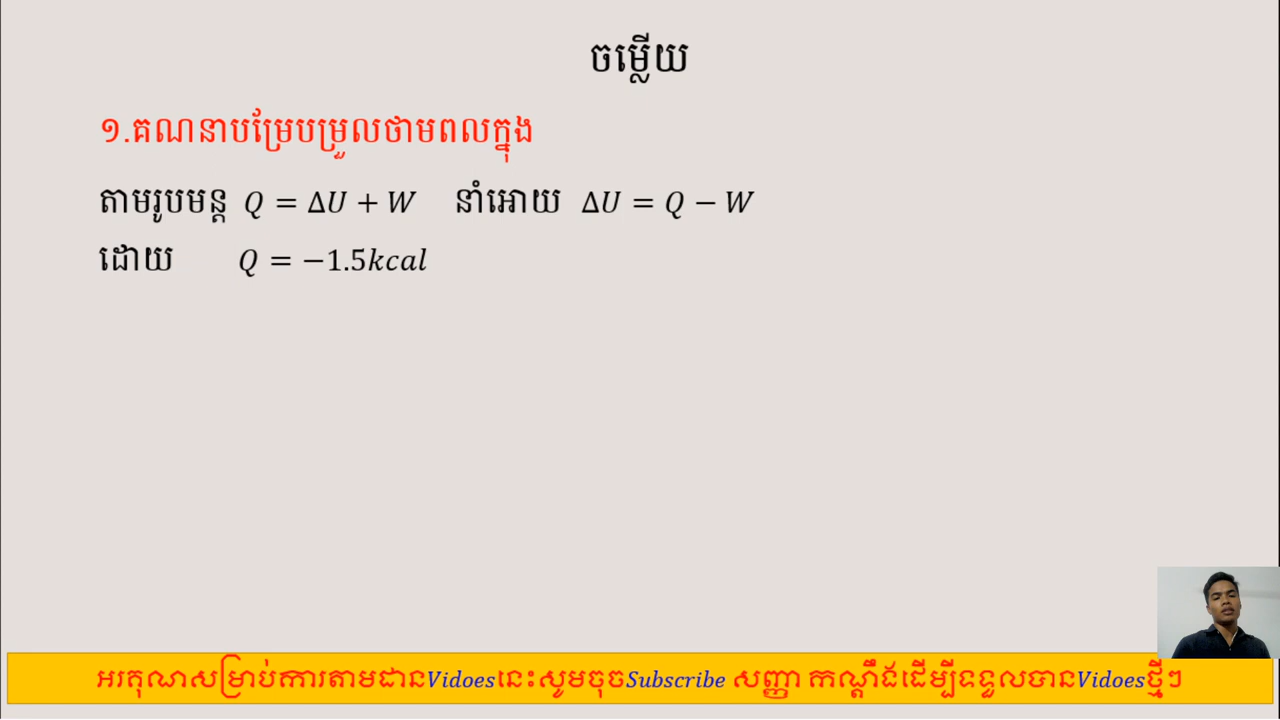 ចម្លើយ
១.គណនាបម្រែបម្រួលថាមពលក្នុង
តាមរូបមន្ត Q = ΔU + W នាំអោយ ΔU = Q − W
ដោយ Q = −1.5kcal
អរគុណសម្រាប់ការតាមដានVidoesនេះសូមចុចSubscribe សញ្ញា កណ្ដឹងដើម្បីទទួលបានVidoesថ្មីៗ